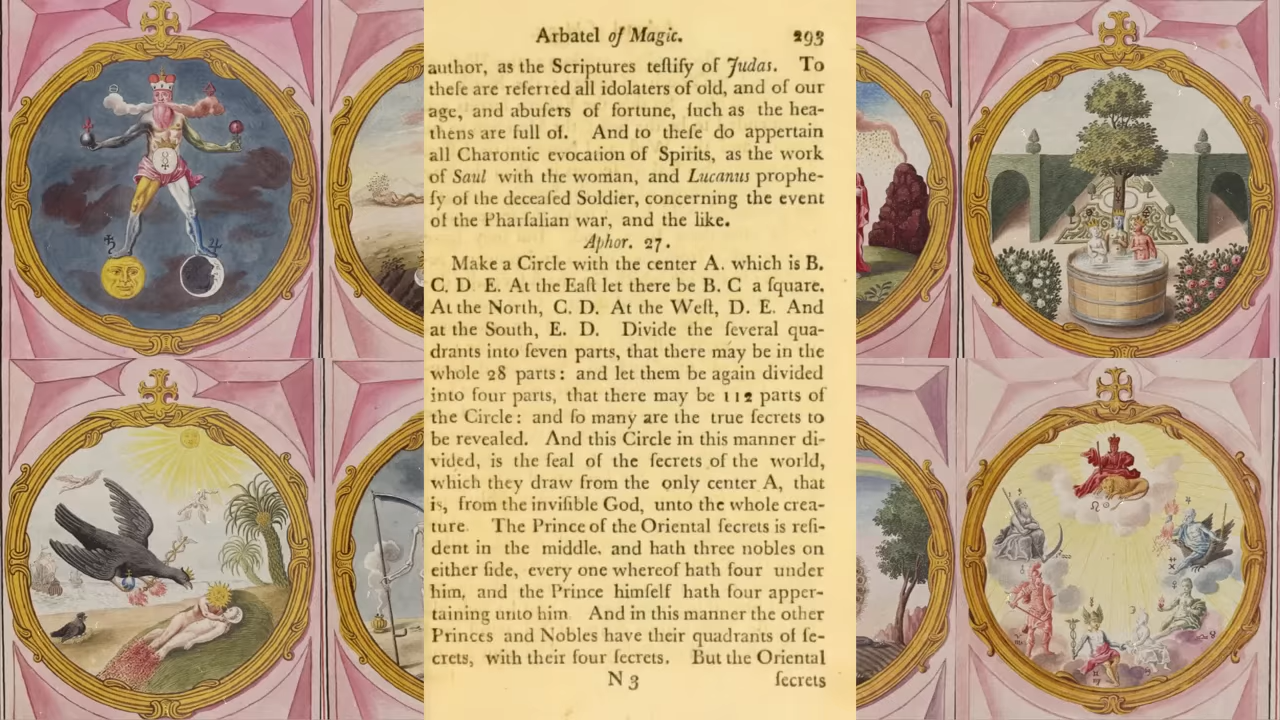 Arbatel of Magic. 293
author, as the Scriptures teſtify of Judas. To
theſe are referred all idolaters of old, and of our
age, and abuſers of fortune, ſuch as the hea-
thens are full of. And to theſe do appertain
all Charontic evocation of Spirits, as the work
of Saul with the woman, and Lucanus prophe-
ſy of the deceaſed Soldier, concerning the event
of the Pharſalian war, and the like.
Aphor. 27.
Make a Circle with the center A. which is B.
C. D E. At the Eaſt let there be B. C a ſquare.
At the North, C. D. At the Weſt, D. E. And
at the South, E. D. Divide the ſeveral qua-
drants into ſeven parts, that there may be in the
whole 28 parts: and let them be again divided
into four parts, that there may be 112 parts of
the Circle: and ſo many are the true ſecrets to
be revealed. And this Circle in this manner di-
vided, is the ſeal of the ſecrets of the world,
which they draw from the only center A, that
is, from the inviſible God, unto the whole crea-
ture. The Prince of the Oriental ſecrets is reſi-
dent in the middle, and hath three nobles on
either ſide, every one whereof hath four under
him, and the Prince himſelf hath four apper-
taining unto him. And in this manner the other
Princes and Nobles have their quadrants of ſe-
crets, with their four ſecrets. But the Oriental
N 3 ſecrets